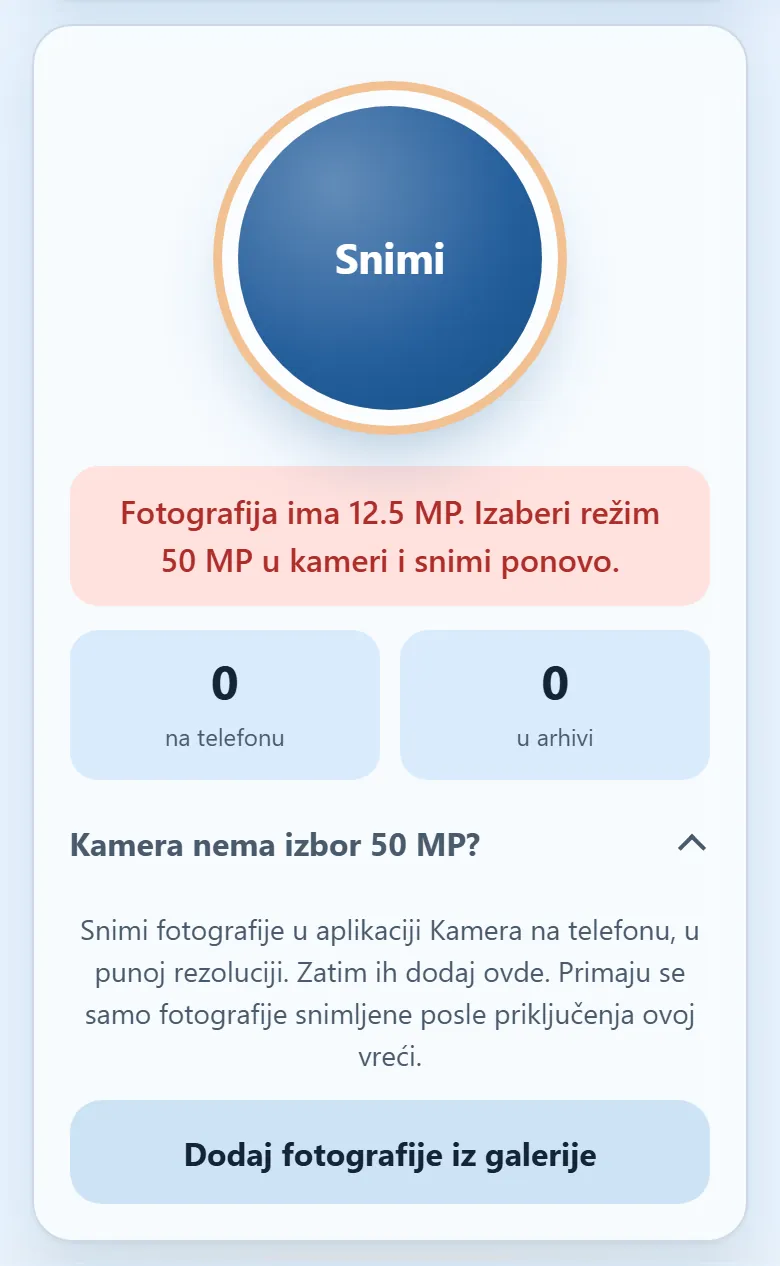 Snimi
Fotografija ima 12.5 MP. Izaberi režim
50 MP u kameri i snimi ponovo.
0
na telefonu
0
u arhivi
Kamera nema izbor 50 MP?
Snimi fotografije u aplikaciji Kamera na telefonu, u
punoj rezoluciji. Zatim ih dodaj ovde. Primaju se
samo fotografije snimljene posle priključenja ovoj
vreći.
Dodaj fotografije iz galerije